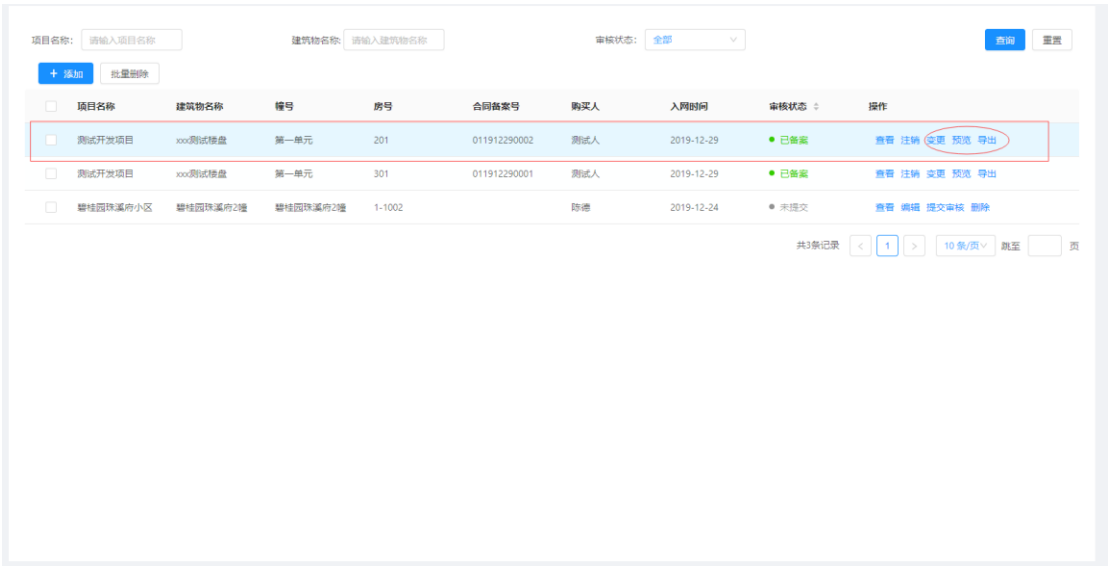 项目名称: 请输入项目名称 建筑物名称: 请输入建筑物名称 审核状态: 全部 查询 重置
+ 添加 批量删除
项目名称 建筑物名称 幢号 房号 合同备案号 购买人 入网时间 审核状态 操作
测试开发项目 xxx测试楼盘 第一单元 201 011912290002 测试人 2019-12-29 已备案 查看 注销 变更 预览 导出
测试开发项目 xxx测试楼盘 第一单元 301 011912290001 测试人 2019-12-29 已备案 查看 注销 变更 预览 导出
碧桂园珠溪府小区 碧桂园珠溪府2幢 碧桂园珠溪府2幢 1-1002 陈德 2019-12-24 未提交 查看 编辑 提交审核 删除
共3条记录 < 1 > 10 条/页 跳至 页